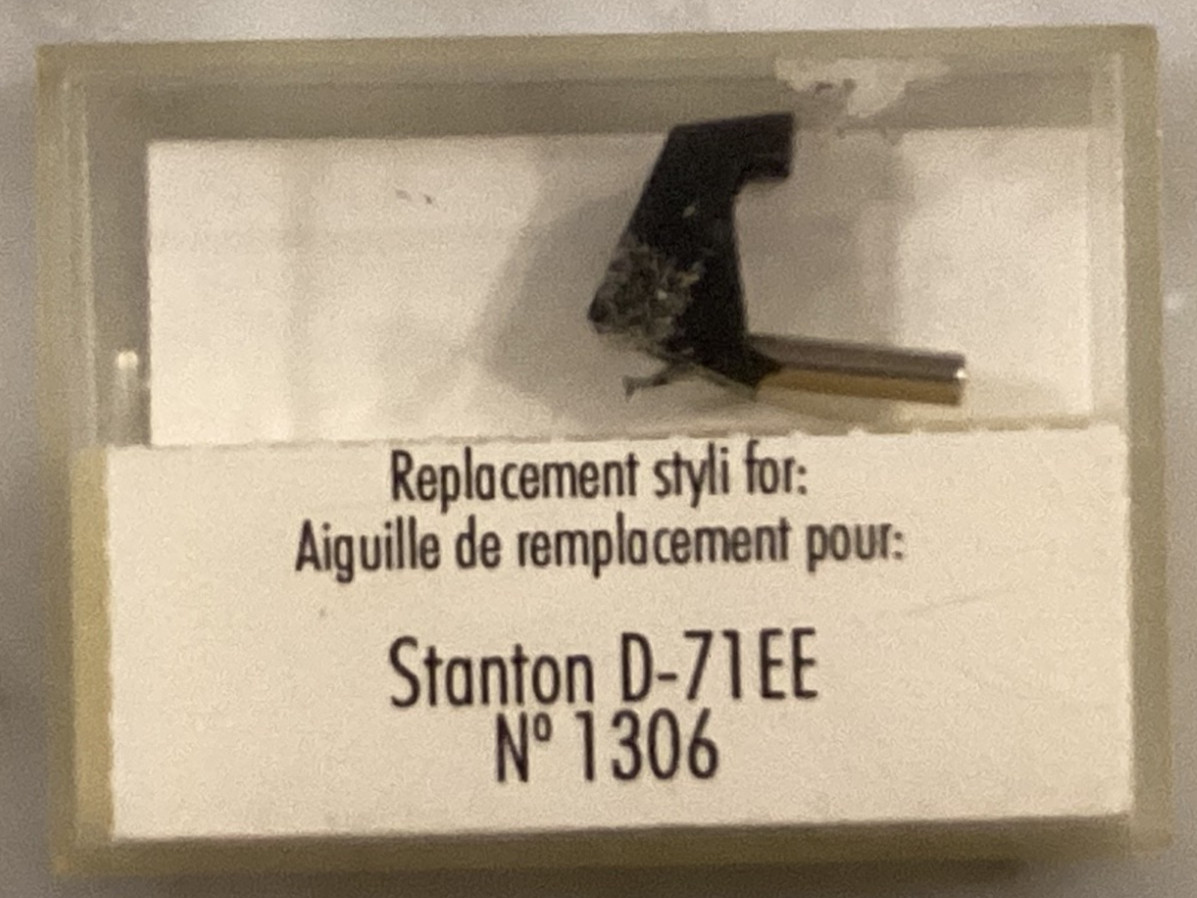 Replacement styli for:
Aiguille de remplacement pour:
Stanton D-71EE
Nº 1306